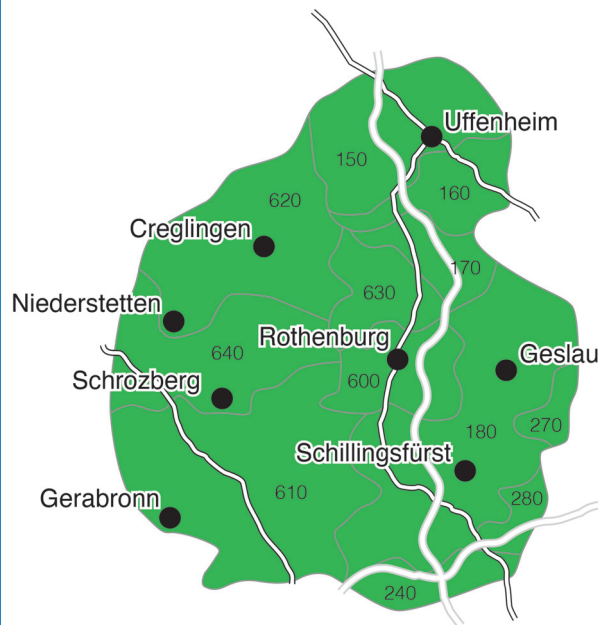 Uffenheim
150
160
620
Creglingen
170
630
Niederstetten
Rothenburg
640
Geslau
Schrozberg
600
270
180
Schillingsfürst
610
280
Gerabronn
240